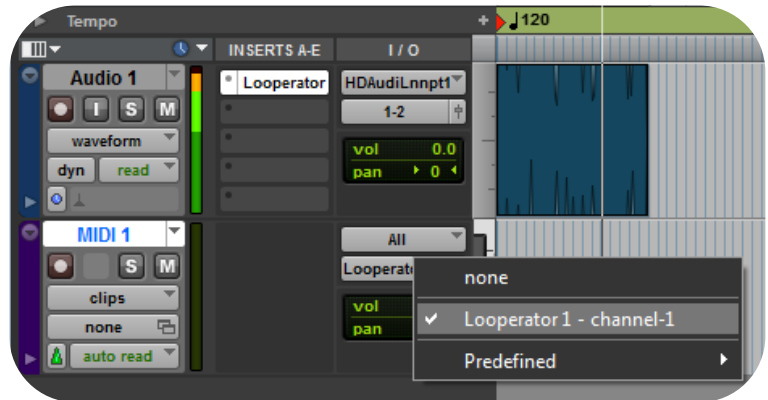 Tempo
+
120
INSERTS A-E
I / O
Audio 1
Looperator
HDAudiLnnpt1
I S M
1-2
waveform
vol 0.0
dyn read
pan 0
MIDI 1
All
S M
Looperat
none
clips
vol
Looperator 1 - channel-1
none
pan
auto read
Predefined